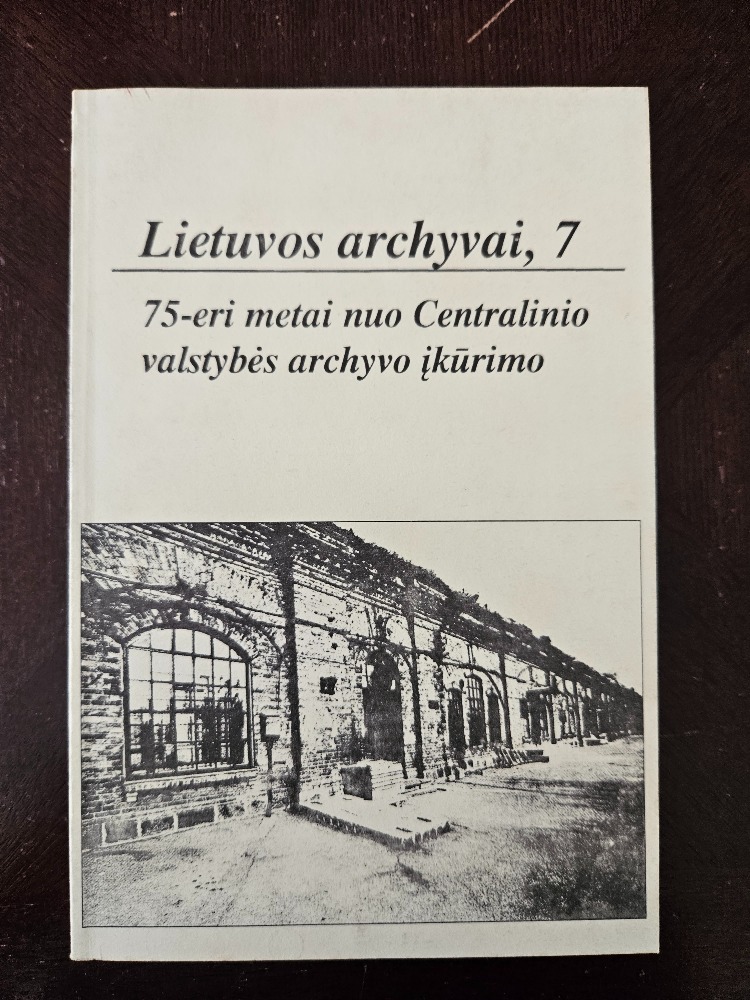 Lietuvos archyvai, 7
75-eri metai nuo Centralinio
valstybės archyvo įkūrimo